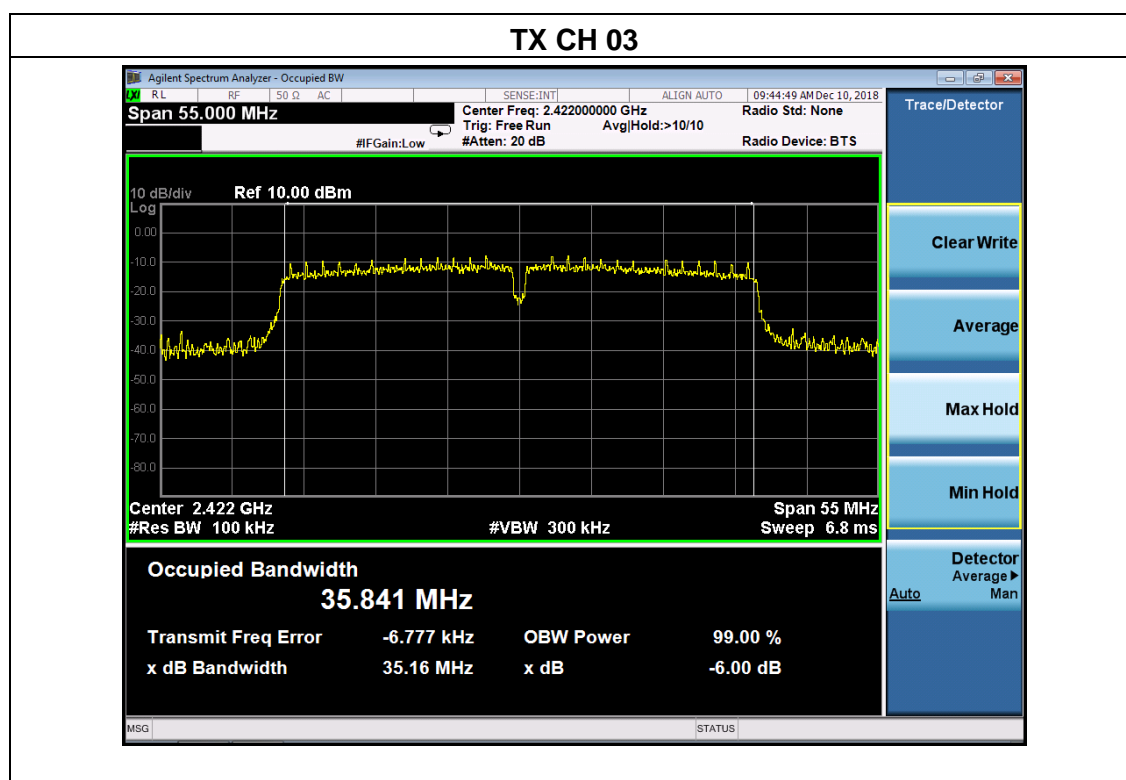 TX CH 03
Agilent Spectrum Analyzer - Occupied BW
LXI RL RF 50 Ω AC SENSE:INT ALIGN AUTO 09:44:49 AM Dec 10, 2018
Span 55.000 MHz
Center Freq: 2.422000000 GHz Radio Std: None
Trig: Free Run Avg|Hold:>10/10
#IFGain:Low #Atten: 20 dB Radio Device: BTS
Trace/Detector
10 dB/div Ref 10.00 dBm
Log
0.00
-10.0
-20.0
-30.0
-40.0
-50.0
-60.0
-70.0
-80.0
Center 2.422 GHz Span 55 MHz
#Res BW 100 kHz #VBW 300 kHz Sweep 6.8 ms
Clear Write
Average
Max Hold
Min Hold
Detector
Average
Auto Man
Occupied Bandwidth
35.841 MHz
Transmit Freq Error -6.777 kHz OBW Power 99.00 %
x dB Bandwidth 35.16 MHz x dB -6.00 dB
MSG STATUS